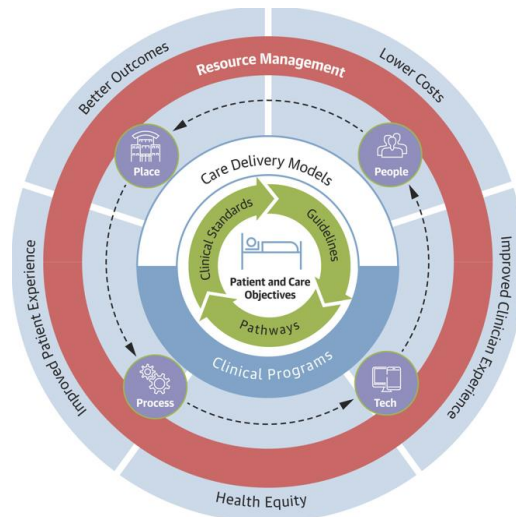 Better Outcomes
Lower Costs
Resource Management
Place
People
Care Delivery Models
Clinical Standards
Guidelines
Patient and Care
Objectives
Pathways
Clinical Programs
Improved Patient Experience
Improved Clinician Experience
Process
Tech
Health Equity